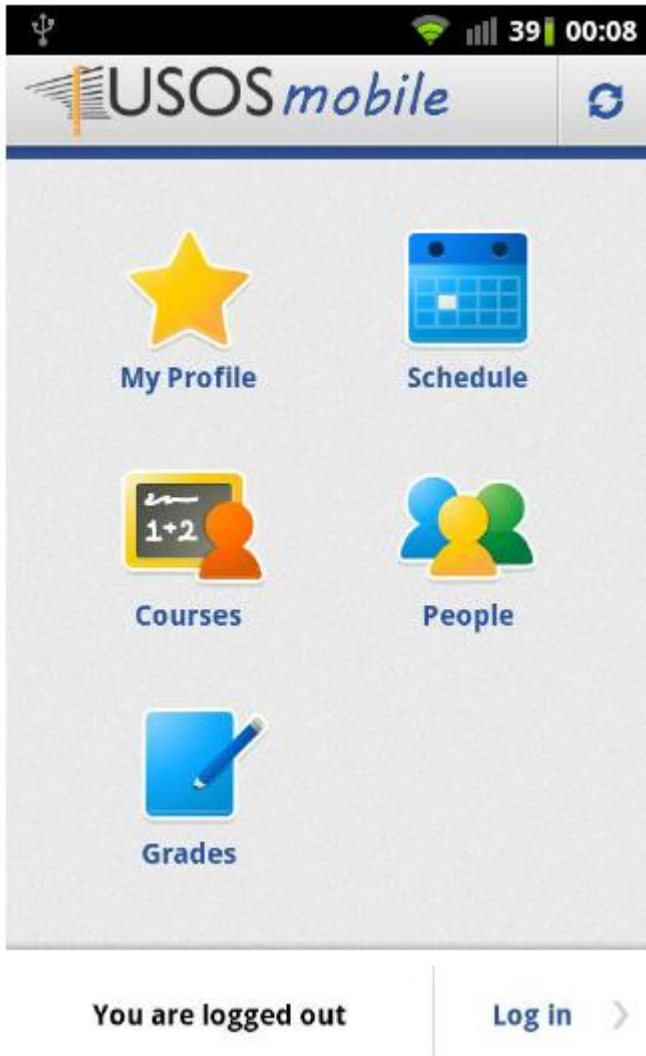 39 00:08
USOS mobile
My Profile Schedule
1+2
Courses People
Grades
You are logged out Log in